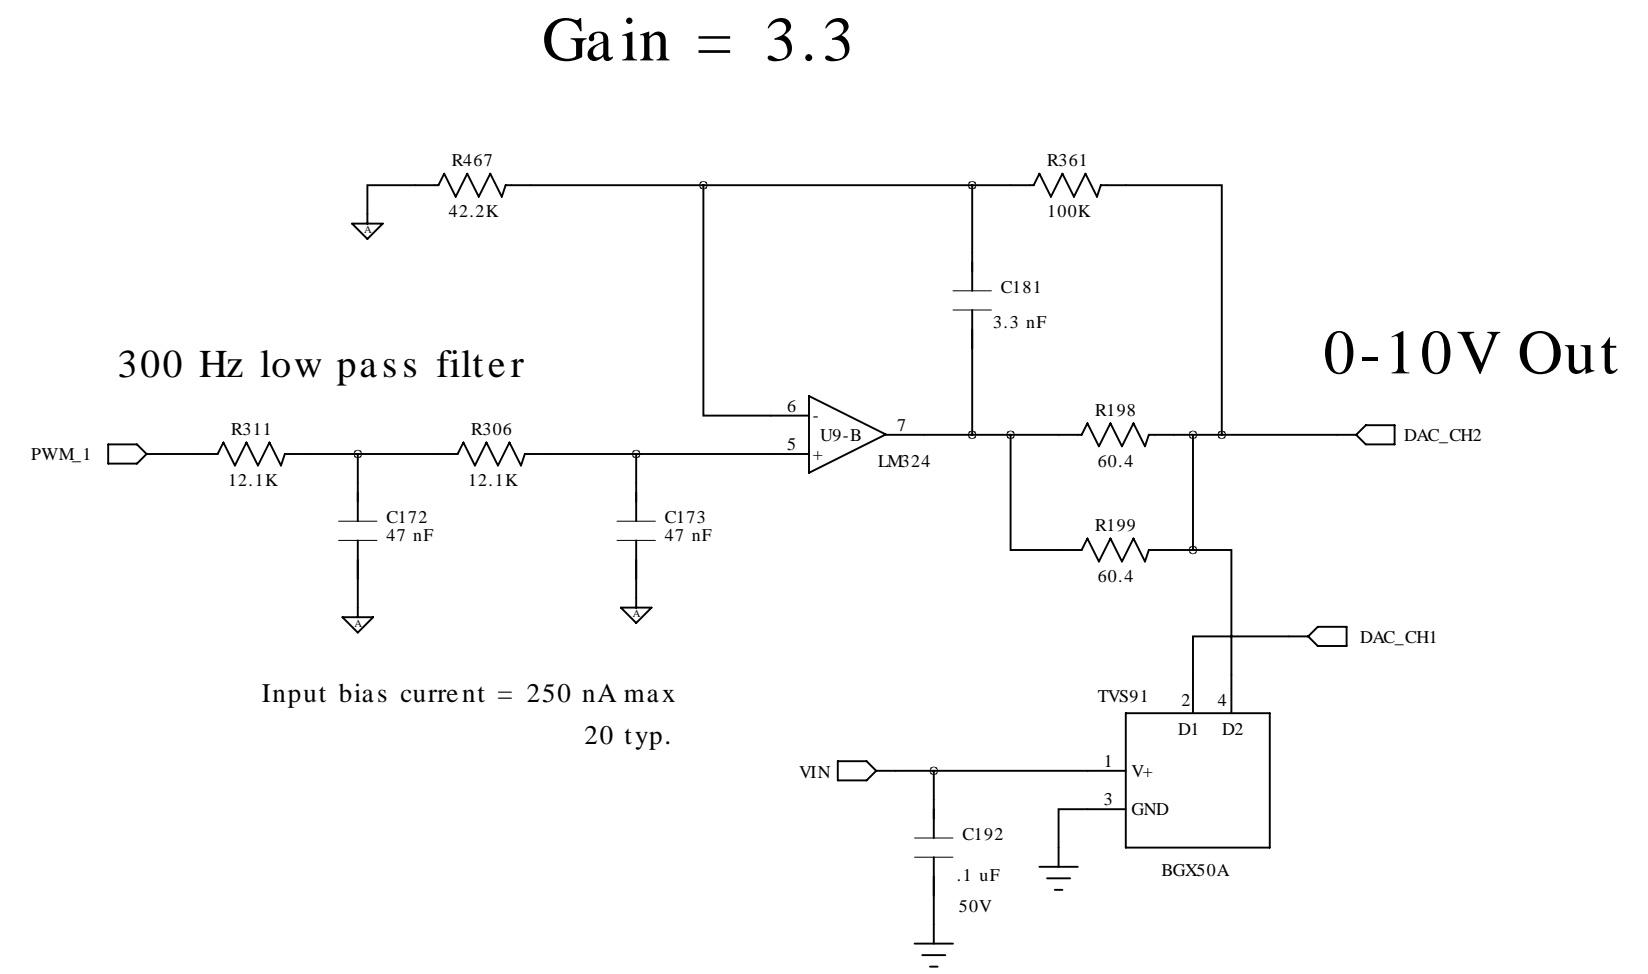 Gain = 3.3
R467
42.2K
A
R361
100K
C181
3.3 nF
300 Hz low pass filter
0-10V Out
PWM_1
R311
12.1K
R306
12.1K
C172
47 nF
A
C173
47 nF
A
6
-
5
+
U9-B
7
LM324
R198
60.4
R199
60.4
DAC_CH2
DAC_CH1
Input bias current = 250 nA max
20 typ.
TVS91
2
4
D1
D2
VIN
1
V+
3
GND
C192
.1 uF
50V
BGX50A